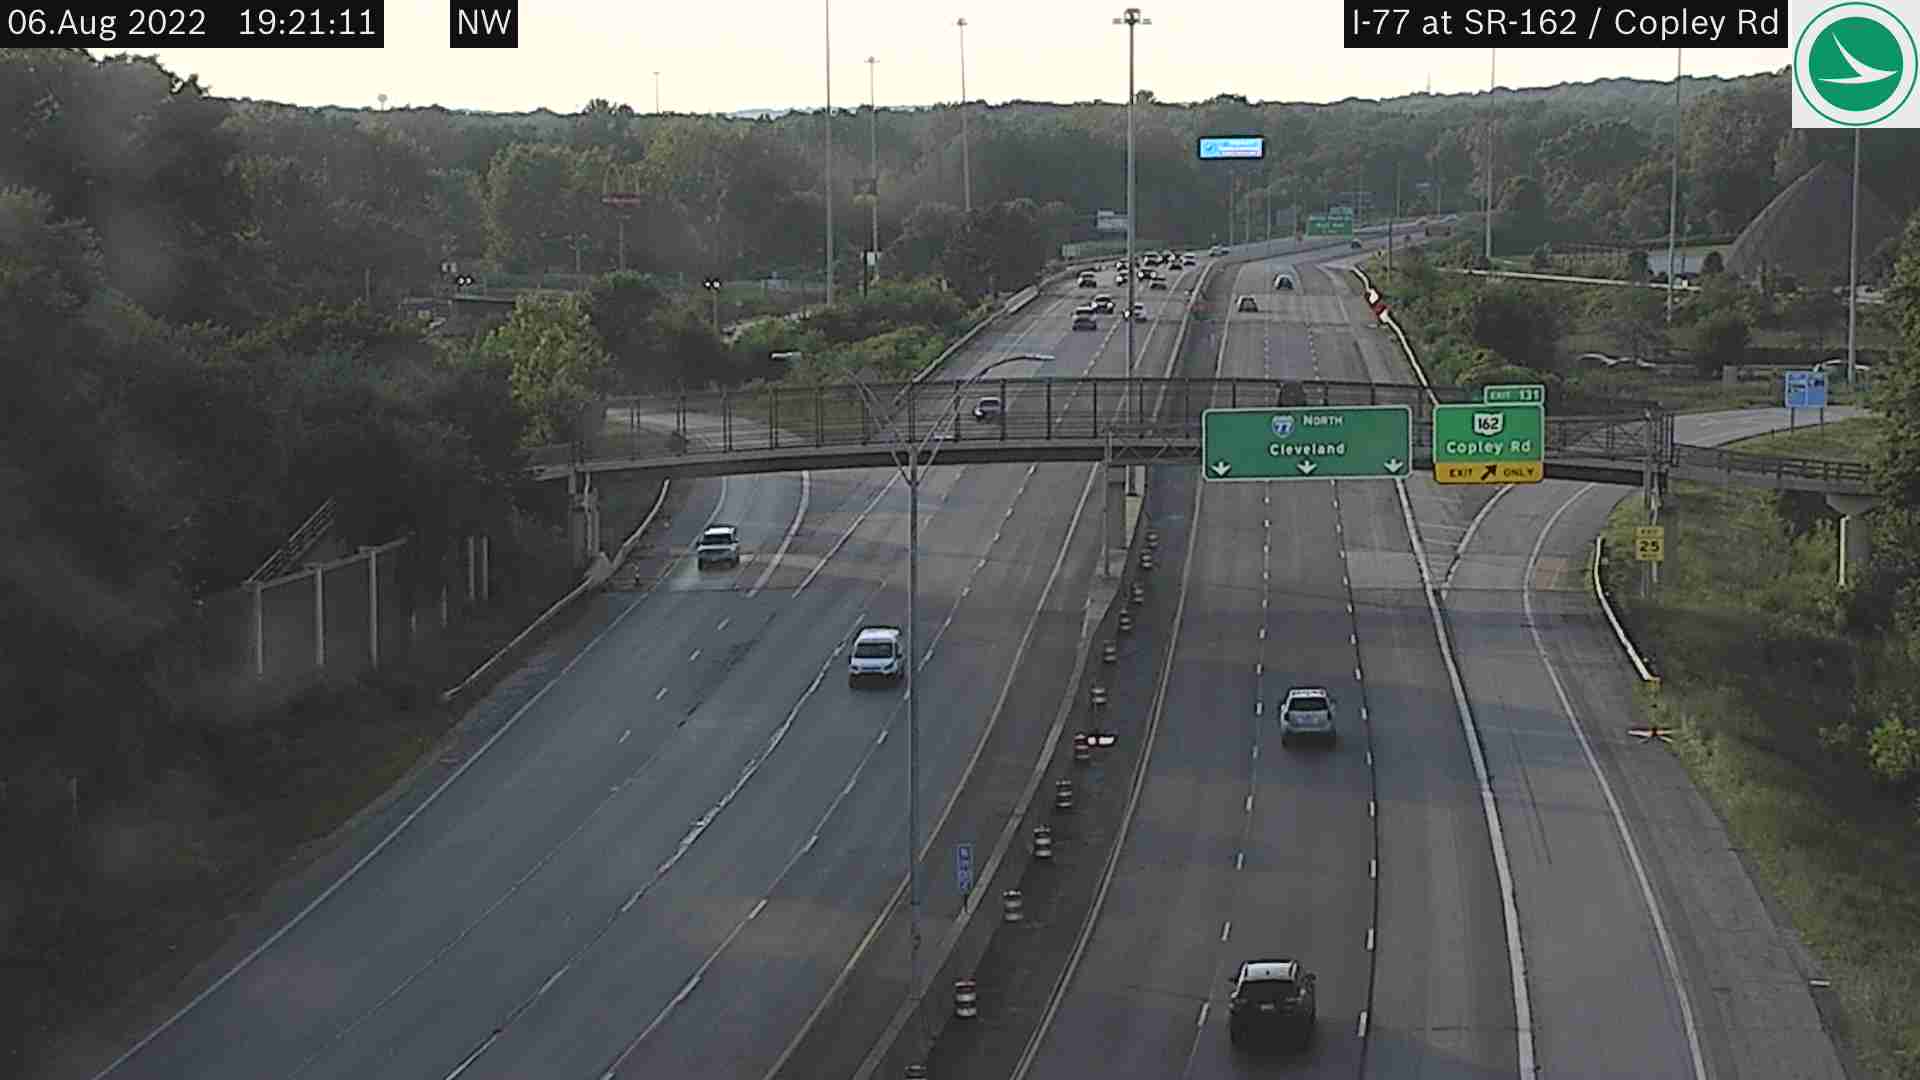 06.Aug 2022 19:21:11
NW
I-77 at SR-162 / Copley Rd
EXIT 131
77 NORTH
Cleveland
162
Copley Rd
EXIT ONLY
25